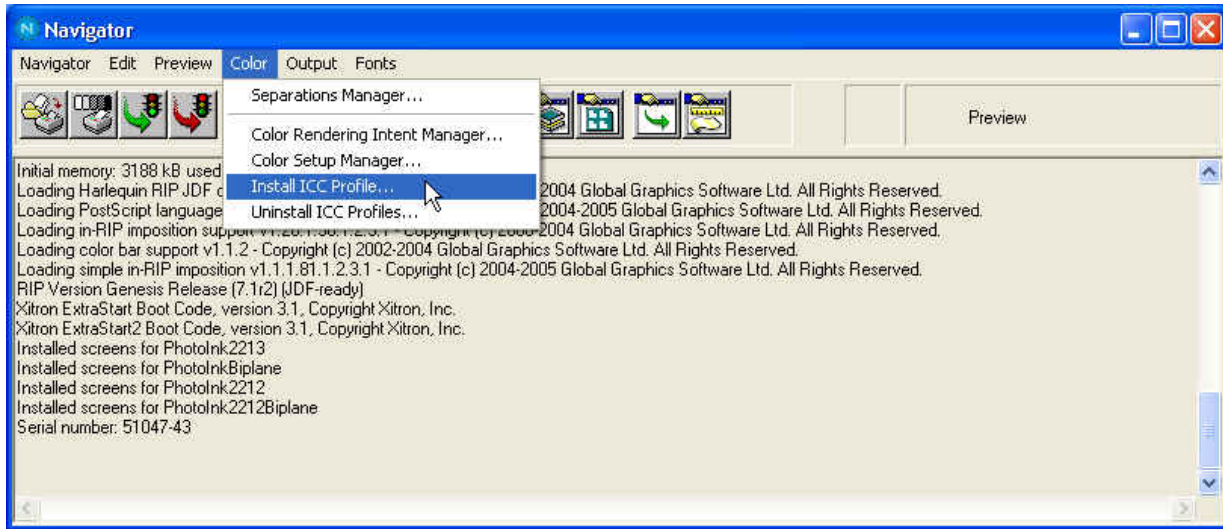 Navigator
Navigator Edit Preview Color Output Fonts
Separations Manager...
Color Rendering Intent Manager...
Color Setup Manager...
Install ICC Profile...
Uninstall ICC Profiles...
Preview
Initial memory: 3188 kB used
Loading Harlequin RIP JDF 2004 Global Graphics Software Ltd. All Rights Reserved.
Loading PostScript language 2004-2005 Global Graphics Software Ltd. All Rights Reserved.
Loading in-RIP imposition support Copyright (c) 2000-2004 Global Graphics Software Ltd. All Rights Reserved.
Loading color bar support v1.1.2 - Copyright (c) 2002-2004 Global Graphics Software Ltd. All Rights Reserved.
Loading simple in-RIP imposition v1.1.1.81.1.2.3.1 - Copyright (c) 2004-2005 Global Graphics Software Ltd. All Rights Reserved.
RIP Version Genesis Release (7.1r2) (JDF-ready)
Xitron ExtraStart Boot Code, version 3.1, Copyright Xitron, Inc.
Xitron ExtraStart2 Boot Code, version 3.1, Copyright Xitron, Inc.
Installed screens for PhotoInk2213
Installed screens for PhotoInkBiplane
Installed screens for PhotoInk2212
Installed screens for PhotoInk2212Biplane
Serial number: 51047-43